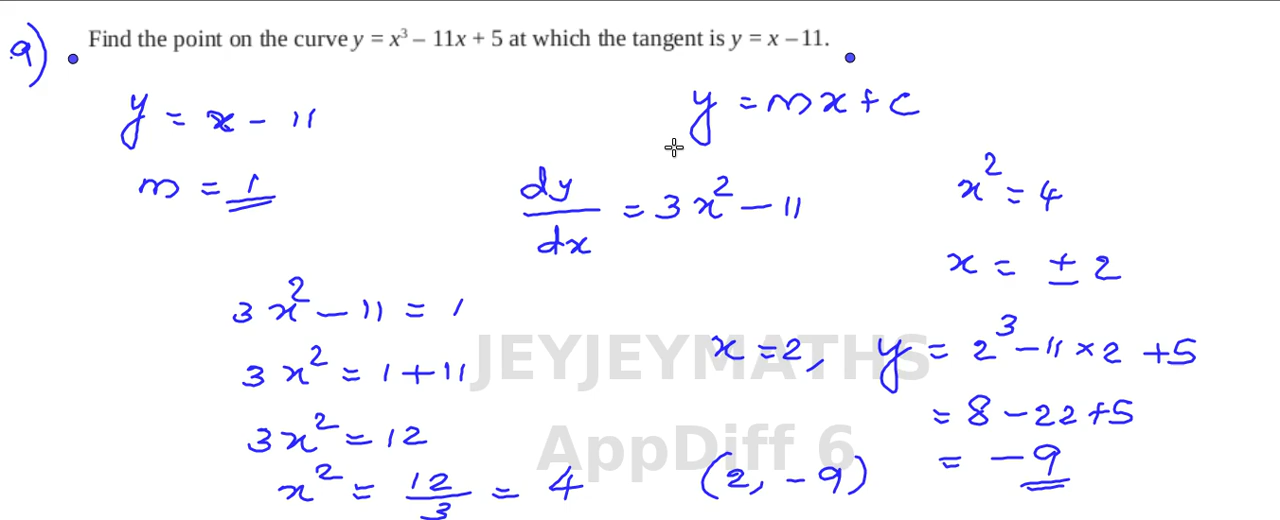 9) Find the point on the curve y = x³ – 11x + 5 at which the tangent is y = x – 11.
y = x - 11
y = mx + c
m = 1
dy/dx = 3x² - 11
x² = 4
x = ± 2
3x² - 11 = 1
x = 2, y = 2³ - 11 × 2 + 5
JEYJEYMATHS
3x² = 1 + 11
= 8 - 22 + 5
3x² = 12
AppDiff 6
= -9
x² = 12/3 = 4
(2, -9)